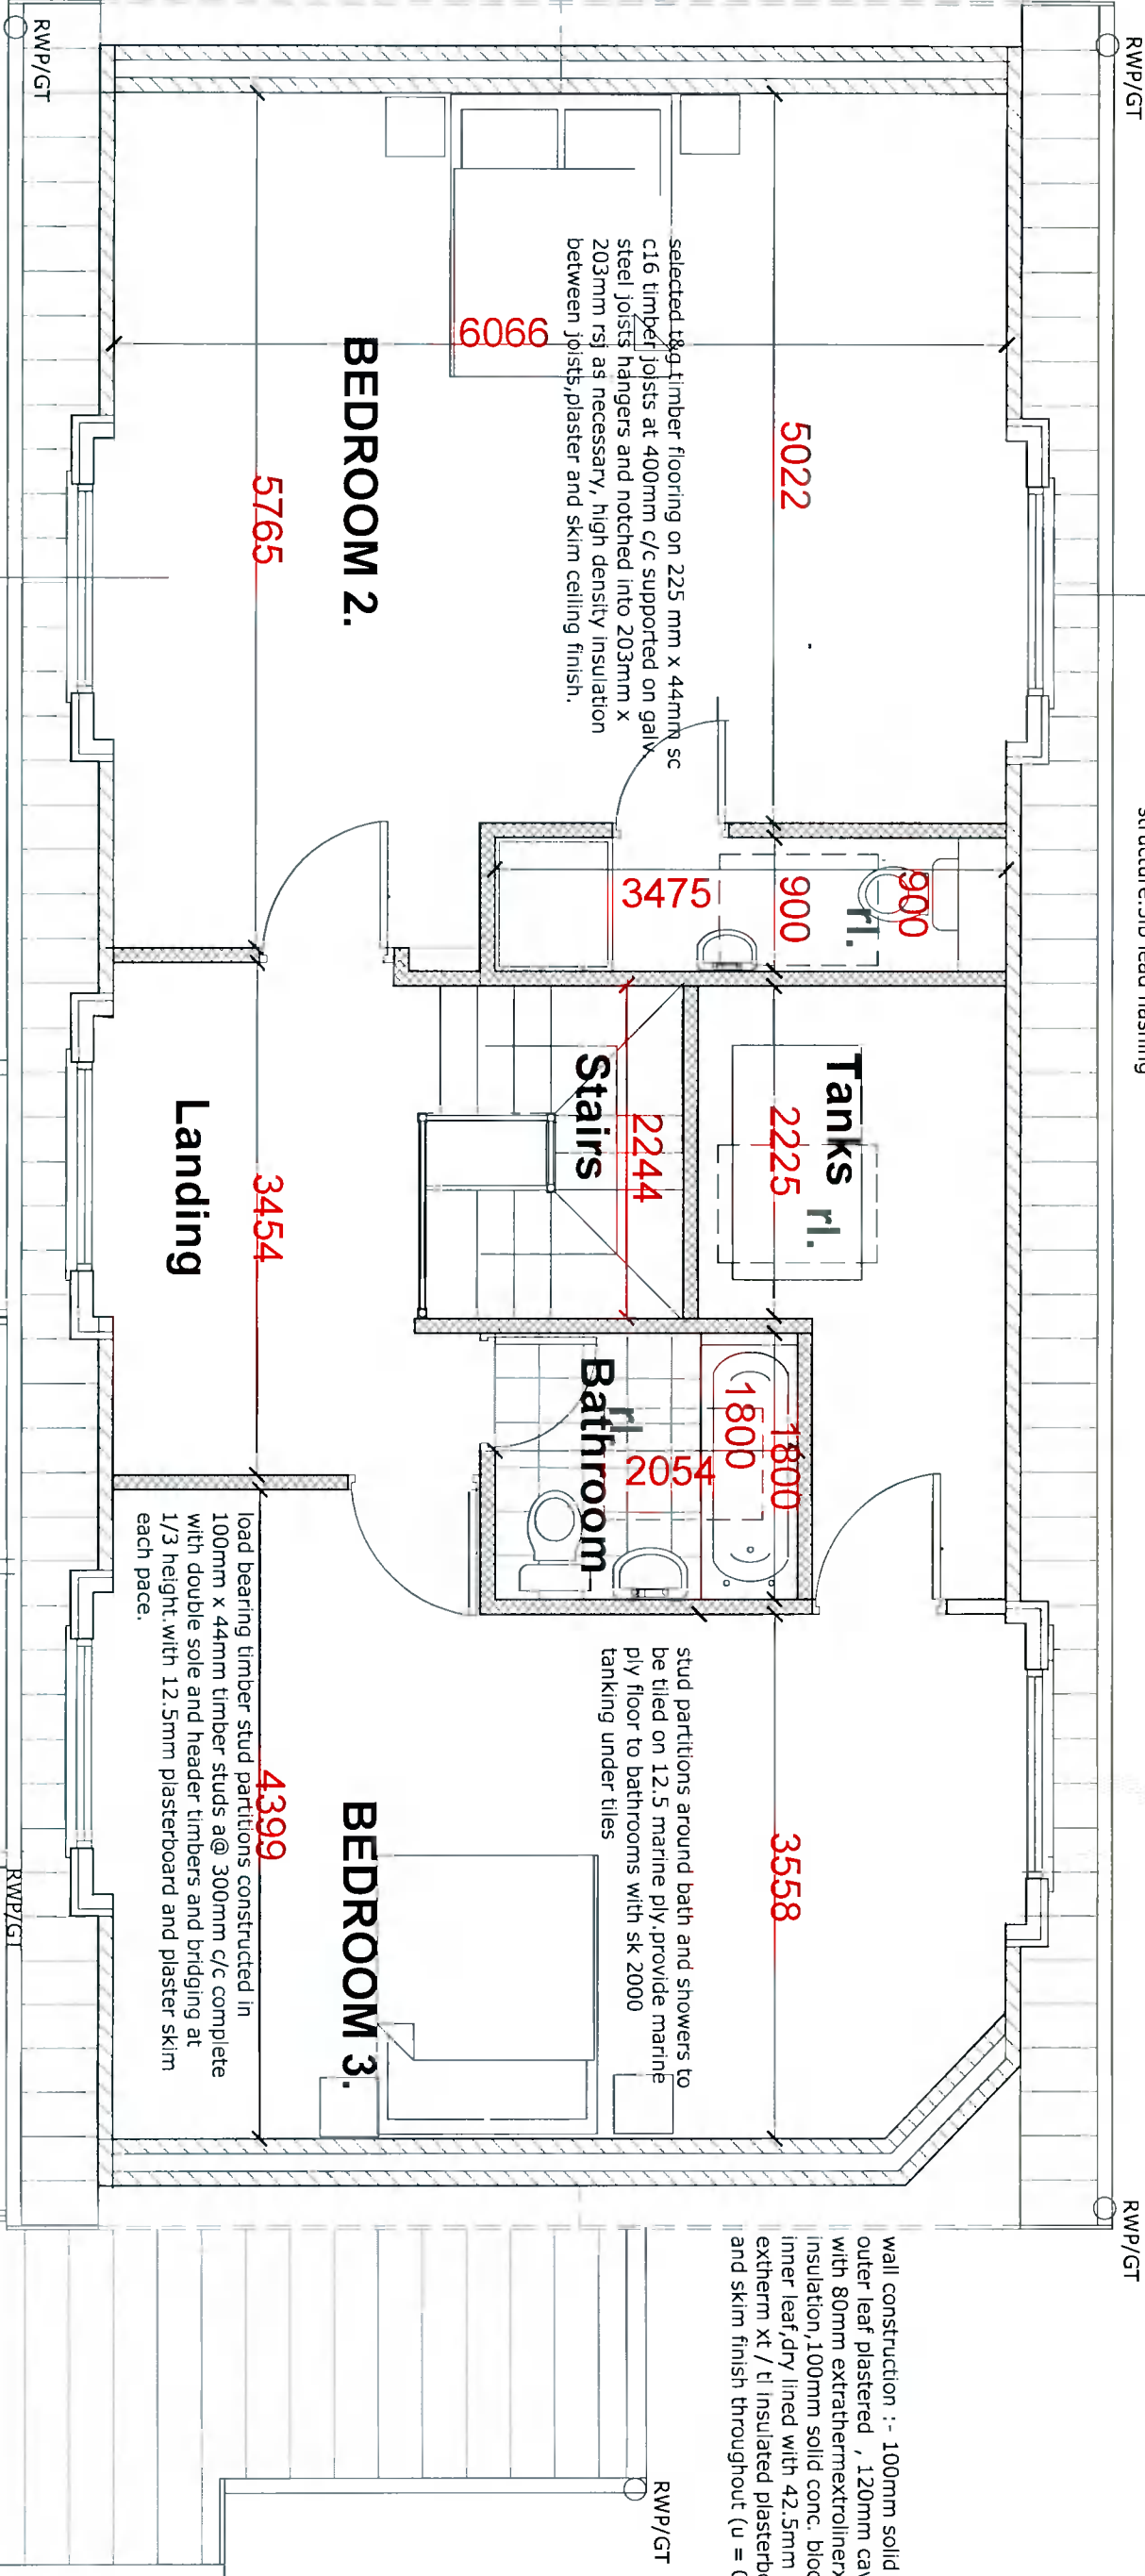 RWP/GT
RWP/GT
RWP/GT
structure.SIB lead flashing
selected t&g timber flooring on 225 mm x 44mm sc
c16 timber joists at 400mm c/c supported on galv
steel joists hangers and notched into 203mm x
203mm rsj as necessary, high density insulation
between joists,plaster and skim ceiling finish.
5022
6066
BEDROOM 2.
5765
900
rl.
900
3475
Tanks
rl.
2225
2244
Stairs
3454
Landing
1800
1800
2054
rl.
Bathroom
3558
stud partitions around bath and showers to
be tiled on 12.5 marine ply.provide marine
ply floor to bathrooms with sk 2000
tanking under tiles
BEDROOM 3.
4399
load bearing timber stud partitions constructed in
100mm x 44mm timber studs a@ 300mm c/c complete
with double sole and header timbers and bridging at
1/3 height.with 12.5mm plasterboard and plaster skim
each pace.
wall construction :- 100mm solid
outer leaf plastered , 120mm cav
with 80mm extrathermextroliner
insulation,100mm solid conc. bloc
inner leaf,dry lined with 42.5mm
extherm xt / tl insulated plasterb
and skim finish throughout (u = 0
RWP/GT
RWP/GT